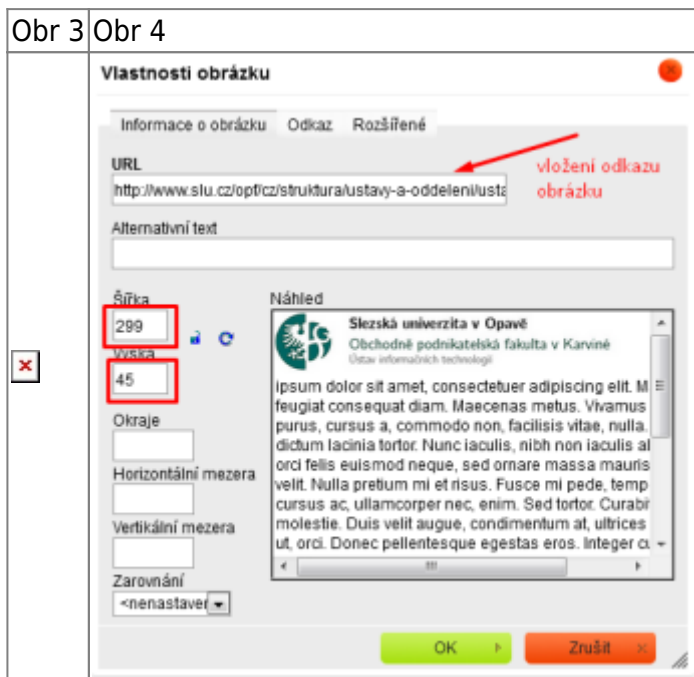 Obr 3 Obr 4
Vlastnosti obrázku
Informace o obrázku Odkaz Rozšířené
URL
vložení odkazu
obrázku
http://www.slu.cz/opf/cz/struktura/ustavy-a-oddeleni/usta
Alternativní text
Šířka
299
Výška
45
Okraje
Horizontální mezera
Vertikální mezera
Zarovnání
<nenastaven
Náhled
Slezská univerzita v Opavě
Obchodně podnikatelská fakulta v Karviné
Ústav informačních technologií
ipsum dolor sit amet, consectetuer adipiscing elit. M
feugiat consequat diam. Maecenas metus. Vivamus
purus, cursus a, commodo non, facilisis vitae, nulla.
dictum lacinia tortor. Nunc iaculis, nibh non iaculis al
orci felis euismod neque, sed ornare massa mauris
velit. Nulla pretium mi et risus. Fusce mi pede, temp
cursus ac, ullamcorper nec, enim. Sed tortor. Curabi
molestie. Duis velit augue, condimentum at, ultrices
ut, orci. Donec pellentesque egestas eros. Integer cu
OK
Zrušit